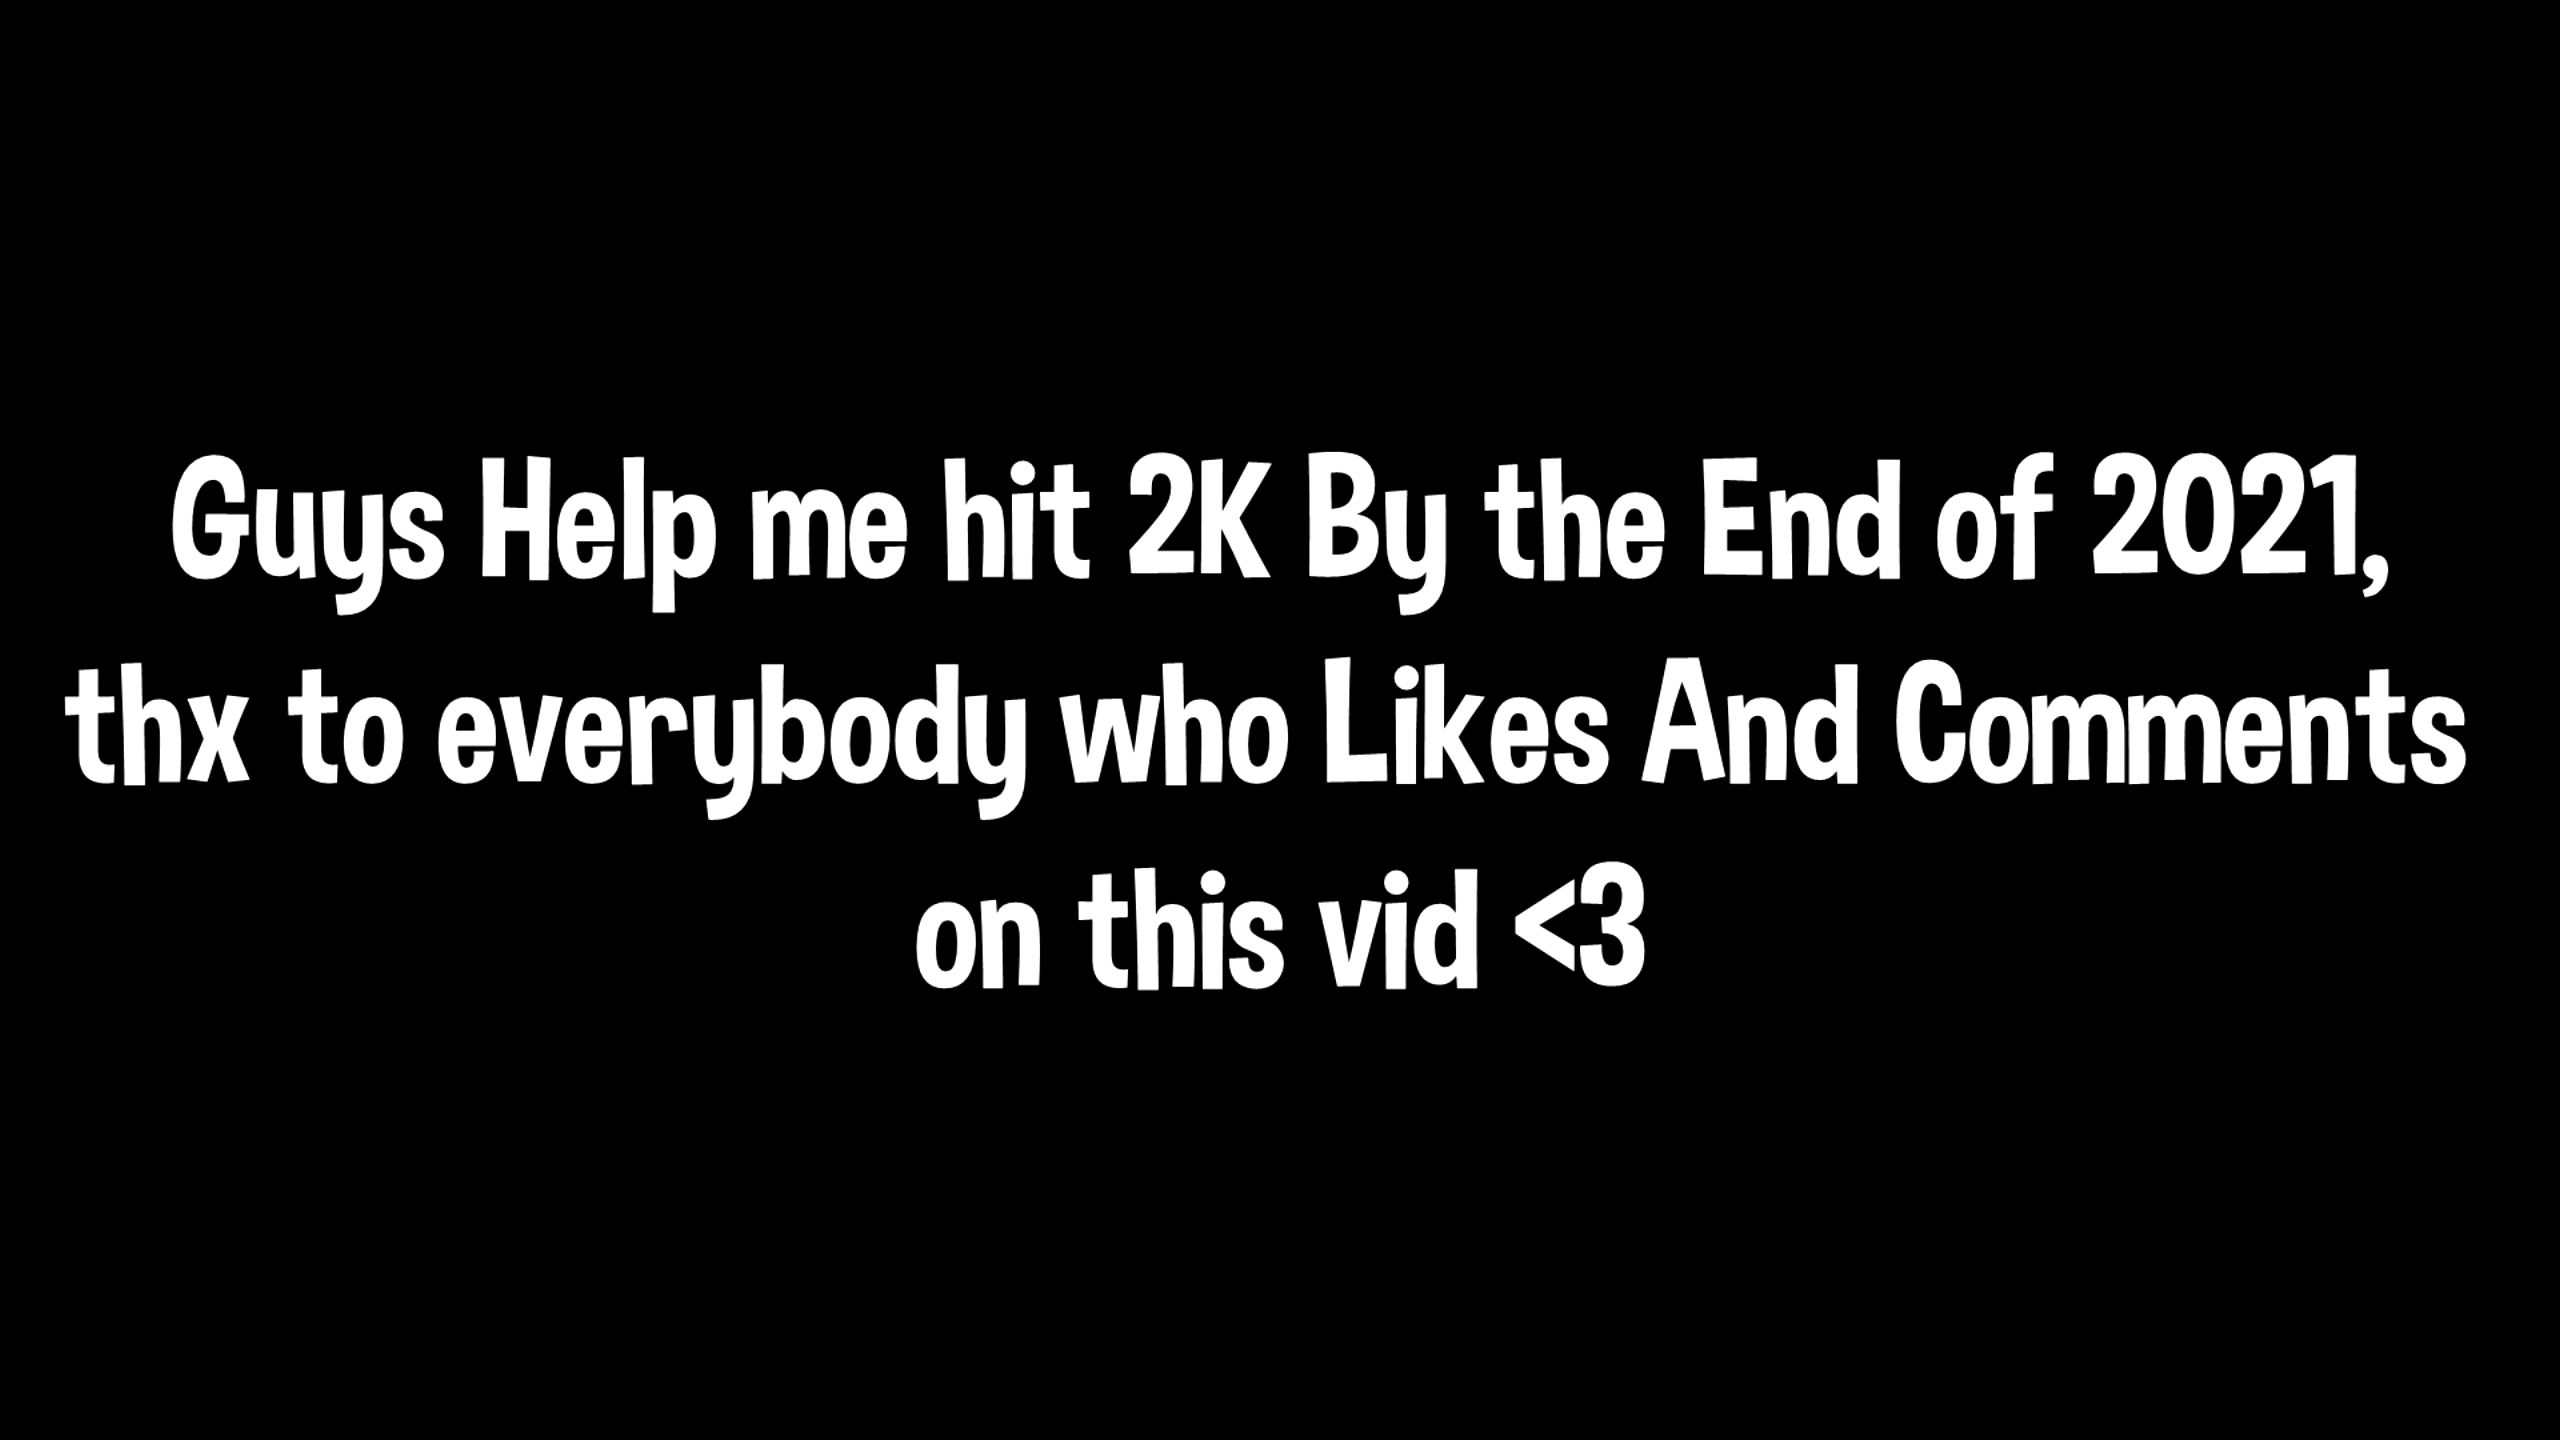 Guys Help me hit 2K By the End of 2021,
thx to everybody who Likes And Comments
on this vid <3